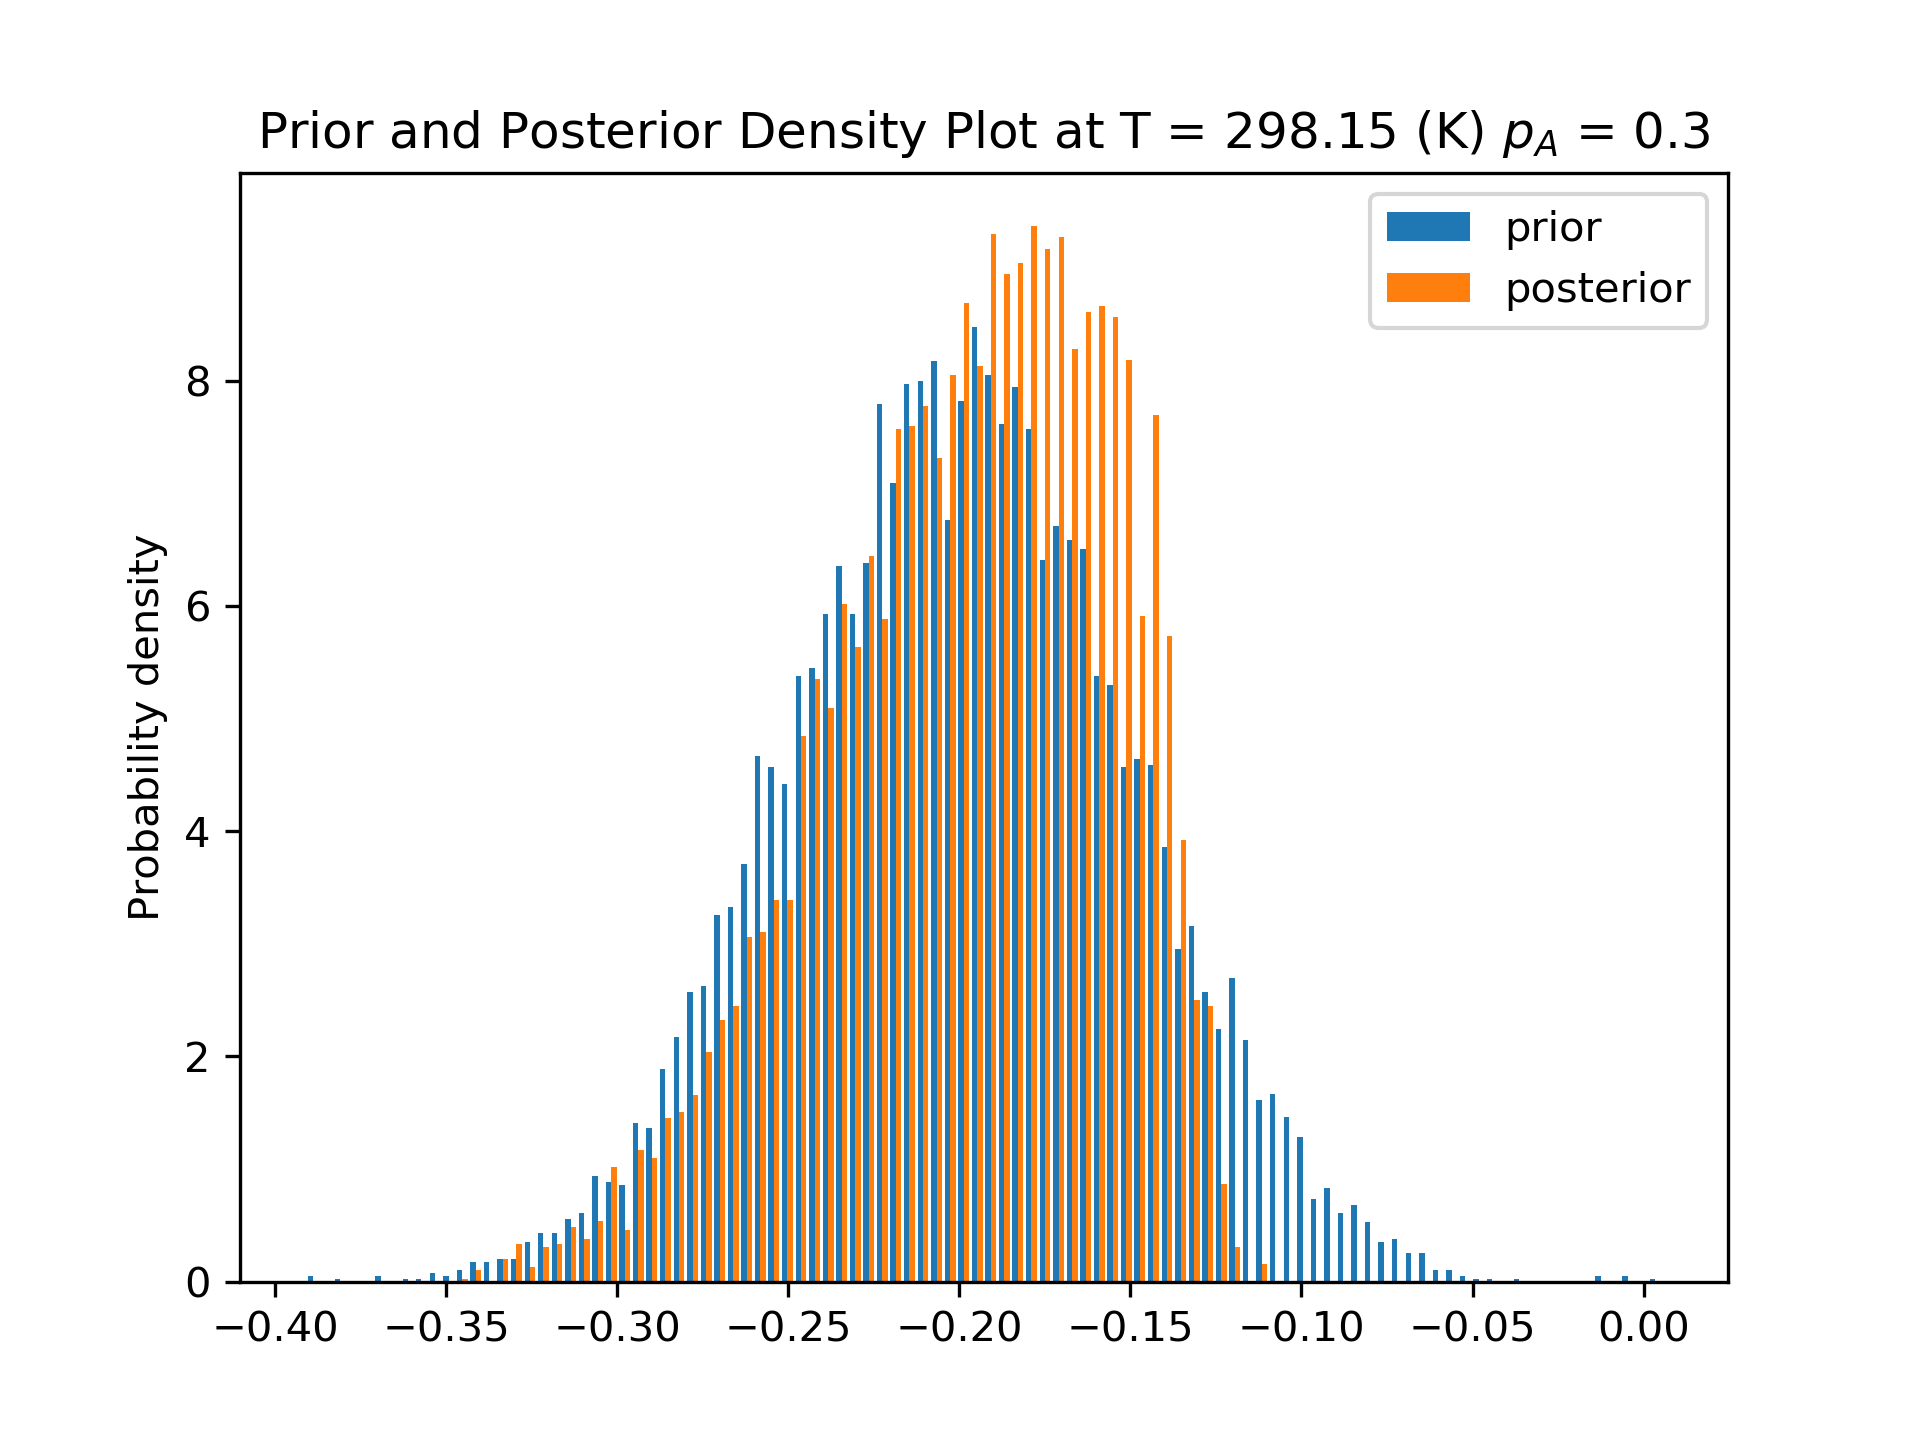 Prior and Posterior Density Plot at T = 298.15 (K) p_A = 0.3
prior
posterior
Probability density
8
6
4
2
0
−0.40 −0.35 −0.30 −0.25 −0.20 −0.15 −0.10 −0.05 0.00